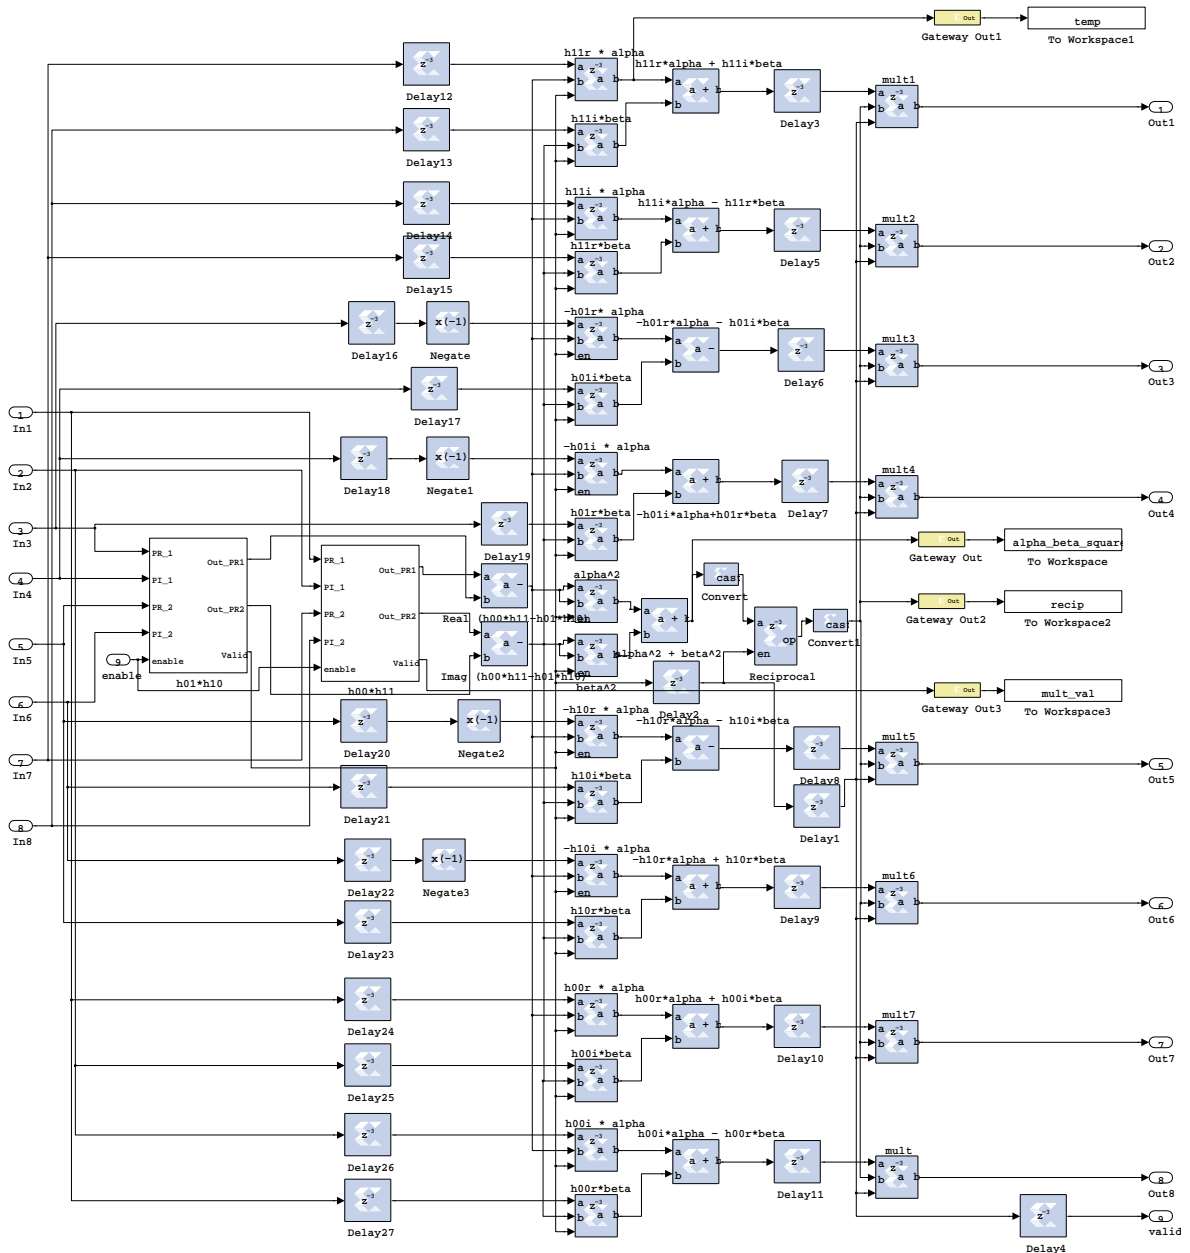 temp
Gateway Out1
To Workspace1
h11r * alpha
h11r*alpha + h11i*beta
Delay12
Delay3
mult1
Out1
h11i*beta
Delay13
h11i * alpha
h11i*alpha - h11r*beta
Delay14
Delay5
mult2
Out2
h11r*beta
Delay15
-h01r* alpha
-h01r*alpha - h01i*beta
Delay16
Negate
x(-1)
Delay6
mult3
Out3
h01i*beta
Delay17
In1
-h01i * alpha
Delay18
Negate1
x(-1)
Delay7
mult4
Out4
In2
h01r*beta
-h01i*alpha+h01r*beta
Delay19
In3
PR_1
PI_1
PR_2
PI_2
enable
Out_PR1
Out_PR2
Valid
h01*h10
PR_1
PI_1
PR_2
PI_2
enable
Out_PR1
Out_PR2
Valid
h00*h11
In4
In5
enable
In6
In7
In8
alpha^2
beta^2
alpha^2 + beta^2
Convert
Reciprocal
Convert1
Delay2
Gateway Out
alpha_beta_square
To Workspace
Gateway Out2
recip
To Workspace2
Gateway Out3
mult_val
To Workspace3
-h10r * alpha
-h10r*alpha - h10i*beta
Delay20
Negate2
x(-1)
Delay8
mult5
Out5
h10i*beta
Delay21
Delay1
-h10i * alpha
-h10r*alpha + h10r*beta
Delay22
Negate3
x(-1)
Delay9
mult6
Out6
h10r*beta
Delay23
h00r * alpha
h00r*alpha + h00i*beta
Delay24
Delay10
mult7
Out7
h00i*beta
Delay25
h00i * alpha
h00i*alpha - h00r*beta
Delay26
Delay11
mult
Out8
h00r*beta
Delay27
Delay4
valid